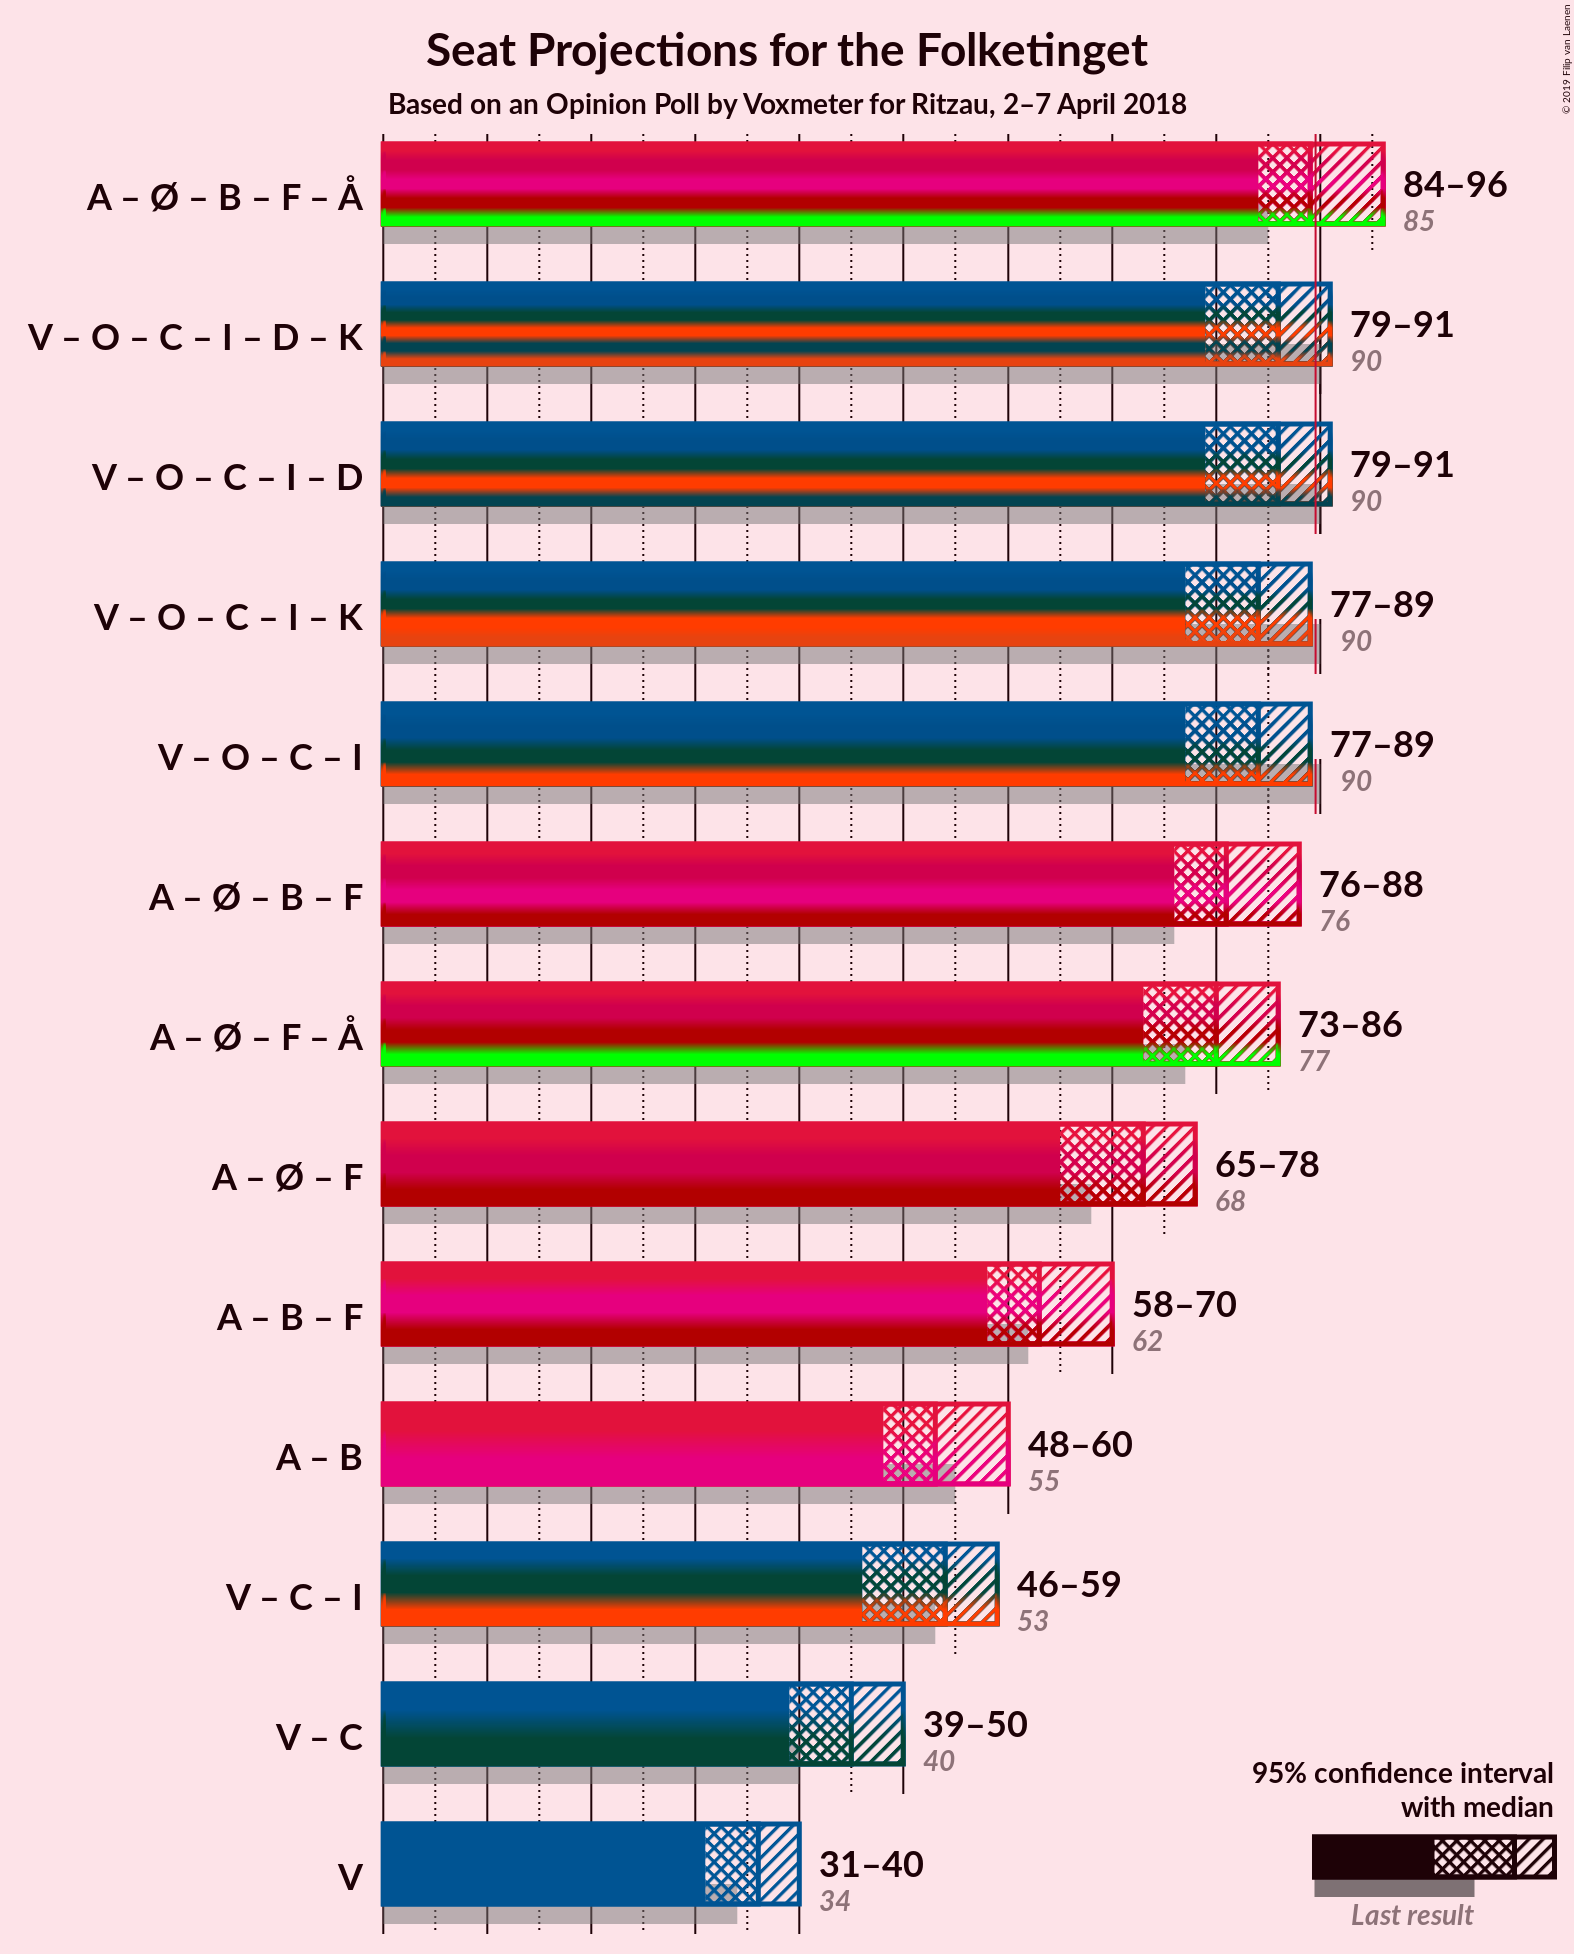 © 2019 Filip van Laenen
Seat Projections for the Folketinget
Based on an Opinion Poll by Voxmeter for Ritzau, 2–7 April 2018
A – Ø – B – F – Å
84–96
85
V – O – C – I – D – K
79–91
90
V – O – C – I – D
79–91
90
V – O – C – I – K
77–89
90
V – O – C – I
77–89
90
A – Ø – B – F
76–88
76
A – Ø – F – Å
73–86
77
A – Ø – F
65–78
68
A – B – F
58–70
62
A – B
48–60
55
V – C – I
46–59
53
V – C
39–50
40
V
31–40
34
95% confidence interval
with median
Last result